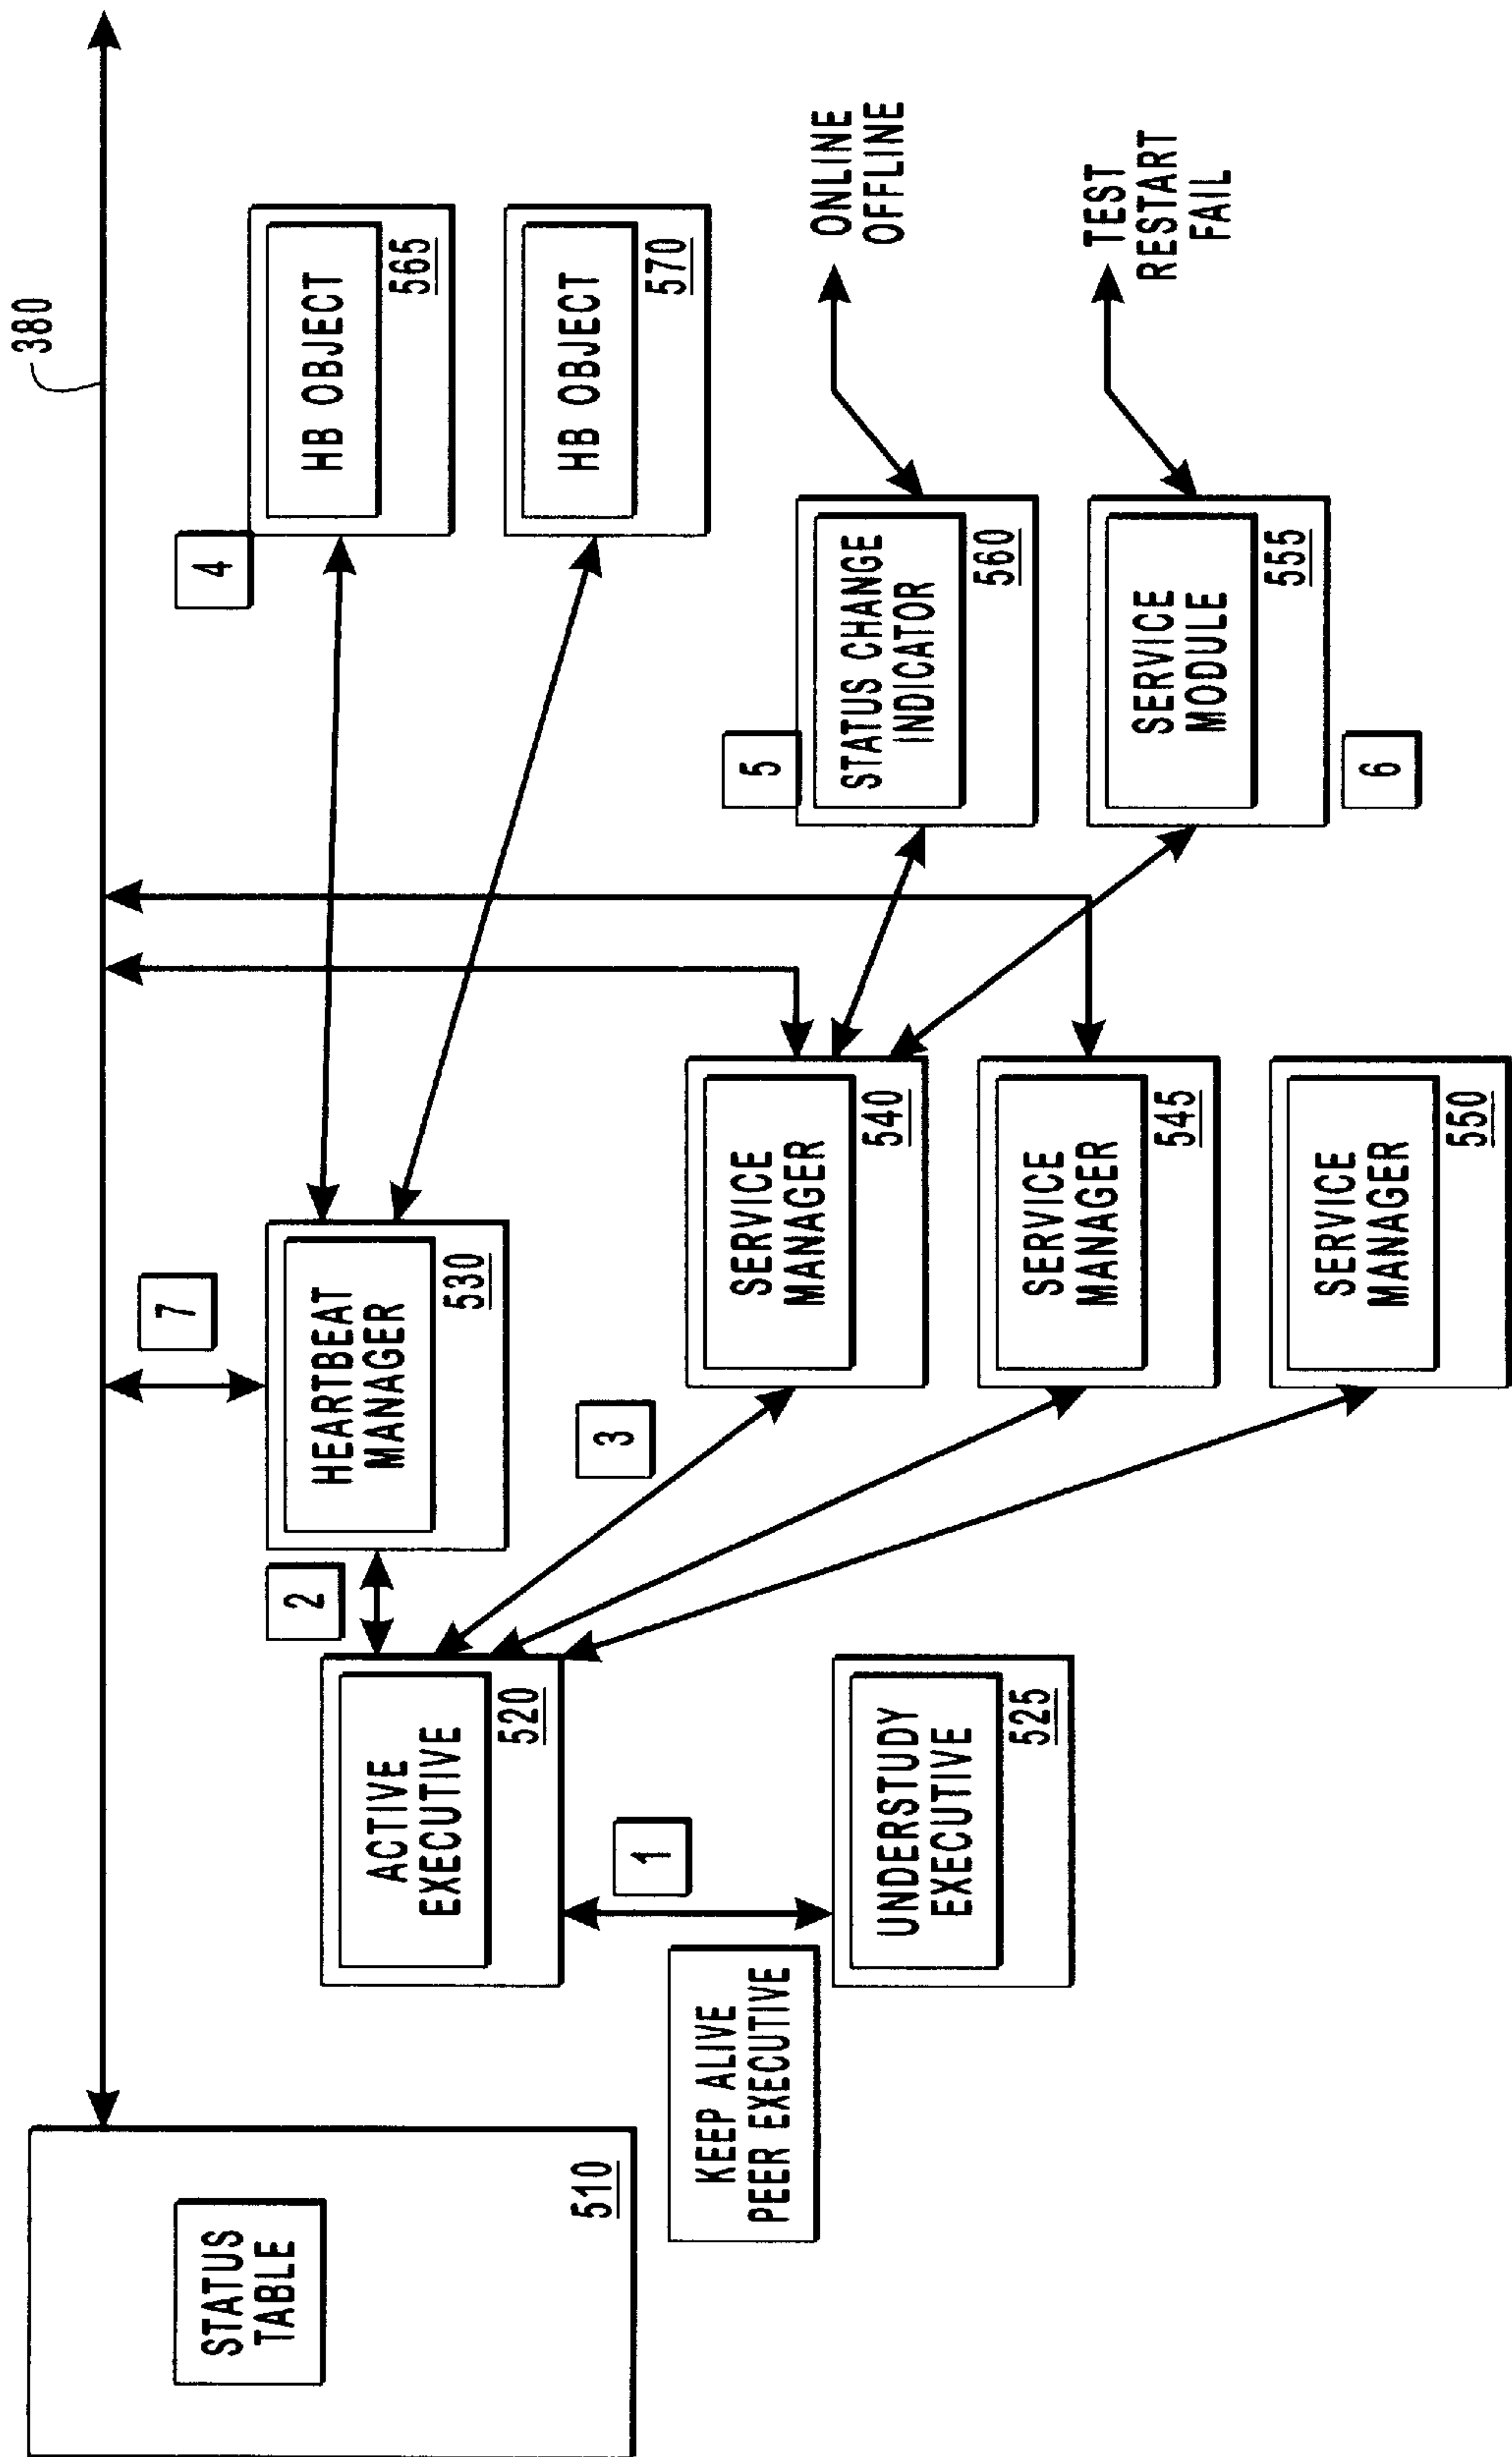 380
STATUS
TABLE
510
ACTIVE
EXECUTIVE
520
1
KEEP ALIVE
PEER EXECUTIVE
UNDERSTUDY
EXECUTIVE
525
2
7
HEARTBEAT
MANAGER
530
3
SERVICE
MANAGER
540
SERVICE
MANAGER
545
SERVICE
MANAGER
550
4
HB OBJECT
565
HB OBJECT
570
5
STATUS CHANGE
INDICATOR
560
ONLINE
OFFLINE
SERVICE
MODULE
555
6
TEST
RESTART
FAIL